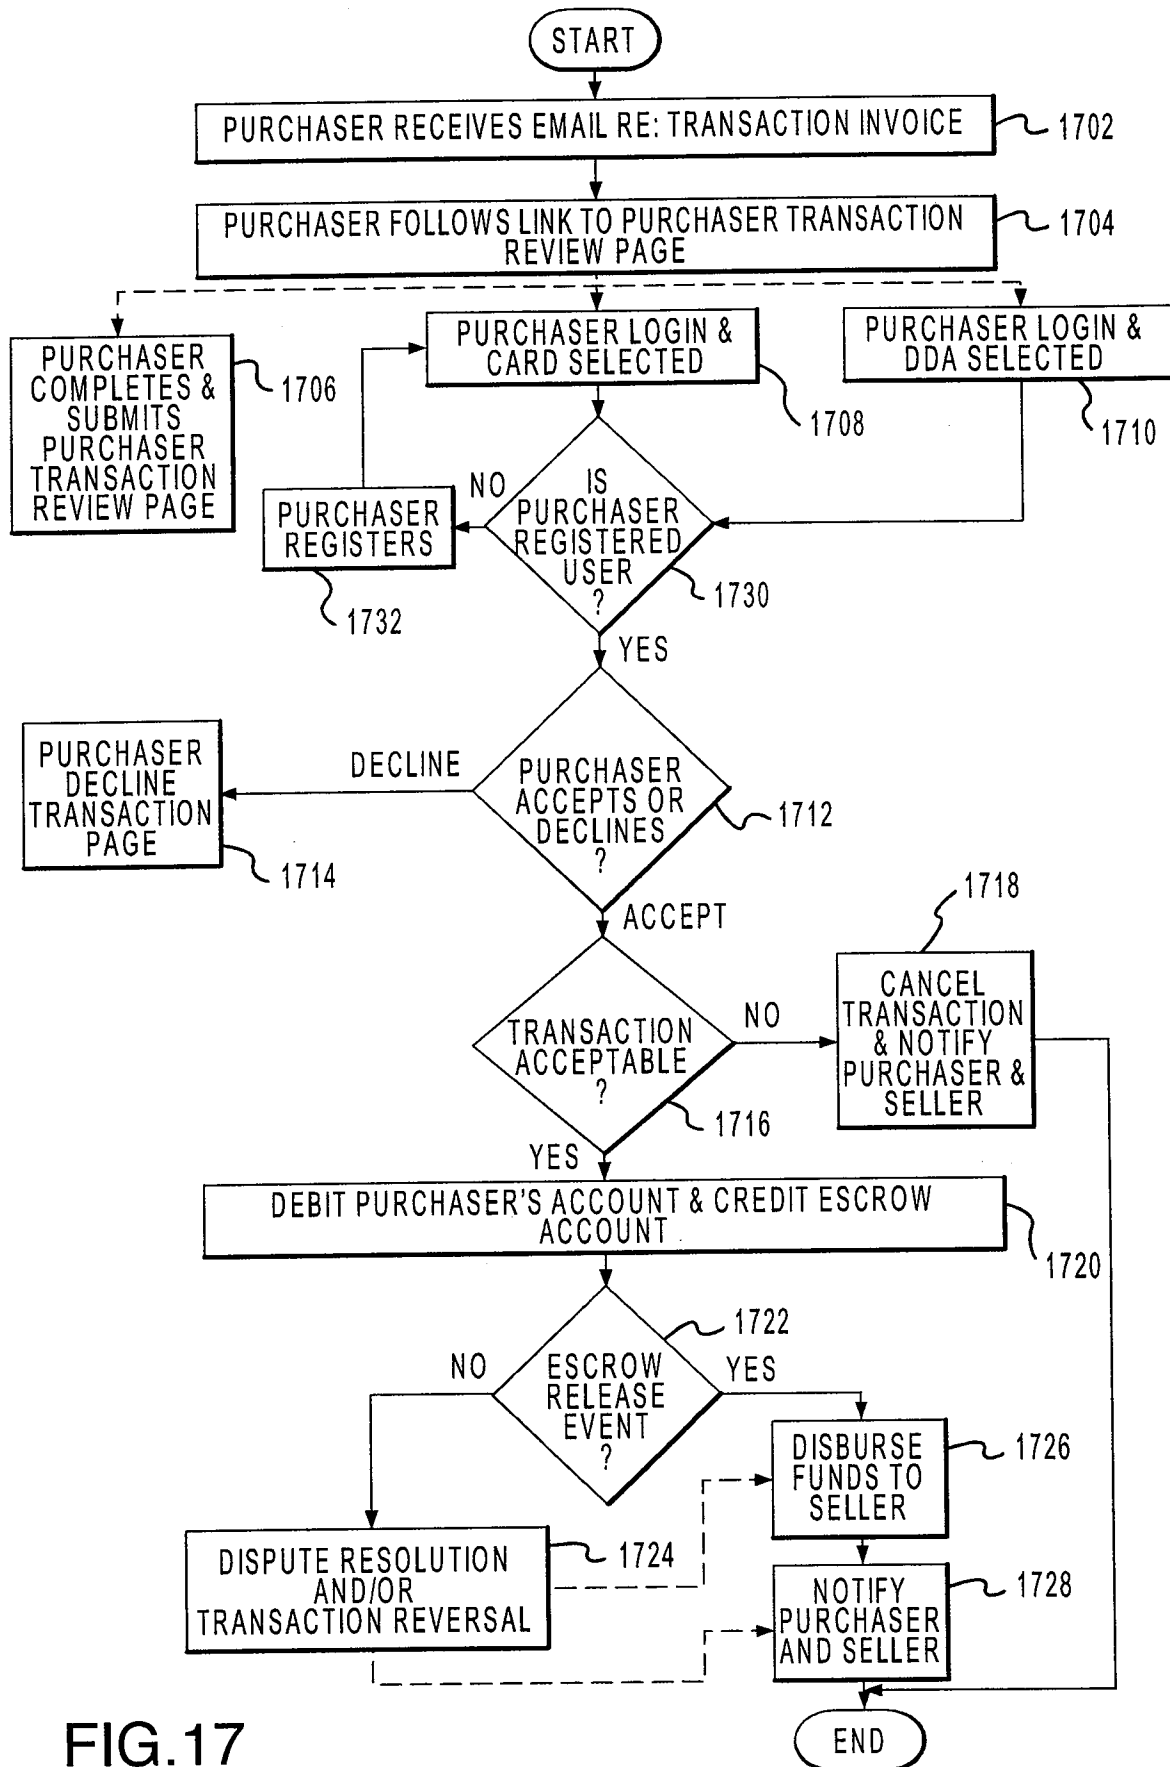 START
PURCHASER RECEIVES EMAIL RE: TRANSACTION INVOICE
1702
PURCHASER FOLLOWS LINK TO PURCHASER TRANSACTION
REVIEW PAGE
1704
PURCHASER
COMPLETES &
SUBMITS
PURCHASER
TRANSACTION
REVIEW PAGE
1706
PURCHASER LOGIN &
CARD SELECTED
1708
PURCHASER LOGIN &
DDA SELECTED
1710
IS
PURCHASER
REGISTERED
USER
?
1730
NO
PURCHASER
REGISTERS
1732
YES
PURCHASER
ACCEPTS OR
DECLINES
?
1712
DECLINE
PURCHASER
DECLINE
TRANSACTION
PAGE
1714
ACCEPT
TRANSACTION
ACCEPTABLE
?
1716
NO
1718
CANCEL
TRANSACTION
& NOTIFY
PURCHASER &
SELLER
YES
DEBIT PURCHASER'S ACCOUNT & CREDIT ESCROW
ACCOUNT
1720
ESCROW
RELEASE
EVENT
?
1722
NO
YES
DISBURSE
FUNDS TO
SELLER
1726
DISPUTE RESOLUTION
AND/OR
TRANSACTION REVERSAL
1724
NOTIFY
PURCHASER
AND SELLER
1728
END
FIG.17